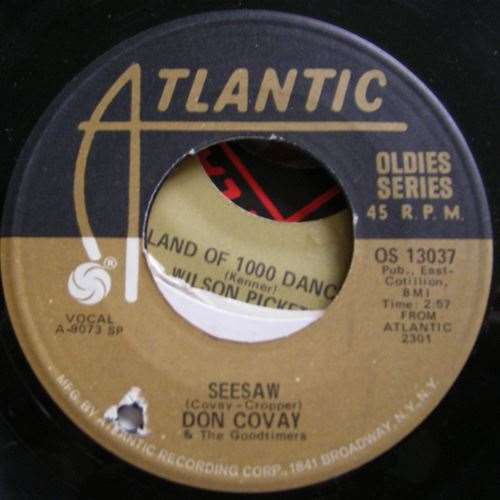 ATLANTIC
OLDIES
SERIES
45 R.P.M.
OS 13037
Pub., East-
Cotillion,
BMI
Time: 2:57
FROM
ATLANTIC
2301
®
VOCAL
A-9073 SP
LAND OF 1000 DANC
(Kenner)
WILSON PICKET
SEESAW
(Covay-Cropper)
DON COVAY
& The Goodtimers
MFG. BY ATLANTIC RECORDING CORP., 1841 BROADWAY, N.Y., N.Y.